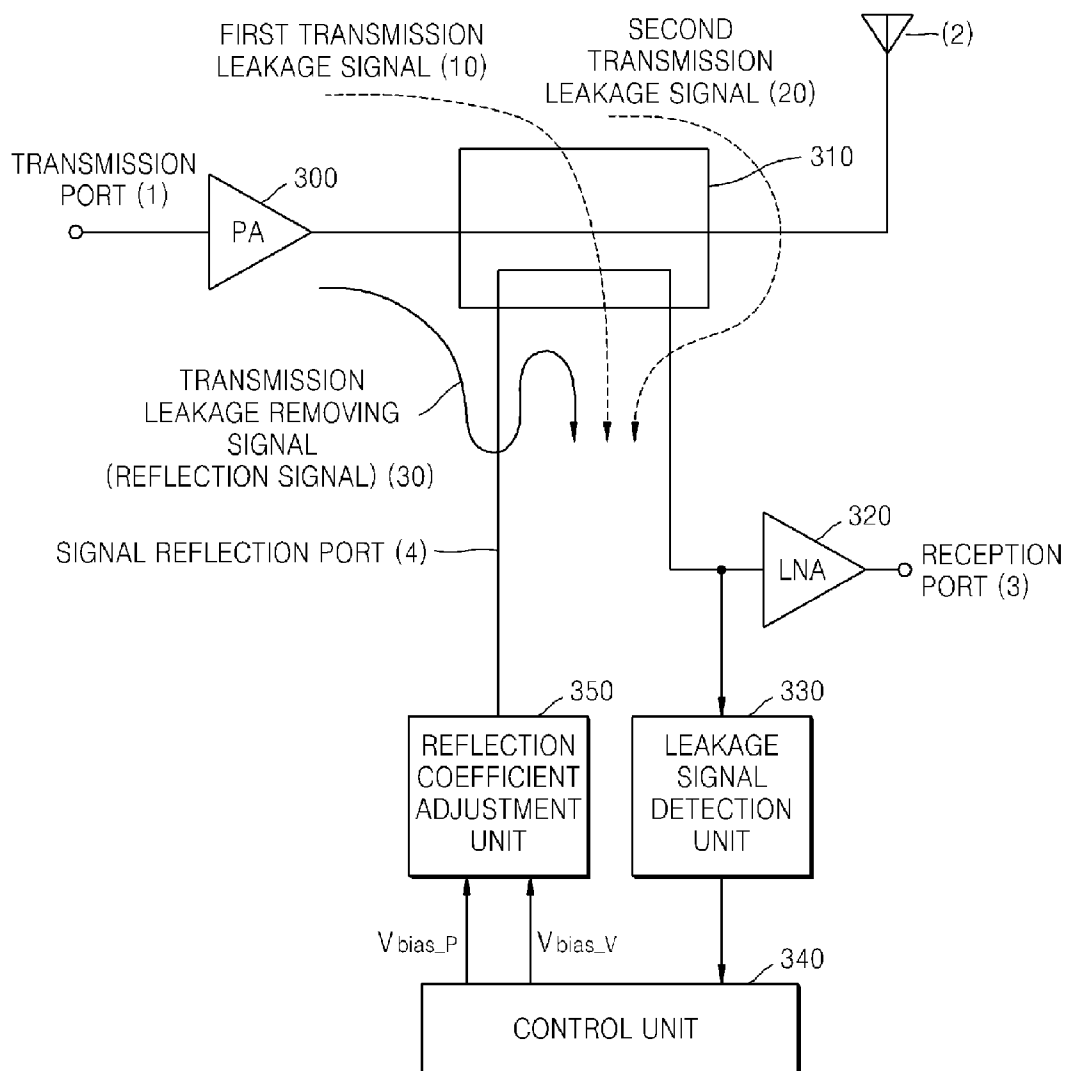 FIRST TRANSMISSION
LEAKAGE SIGNAL (10)
SECOND
TRANSMISSION
LEAKAGE SIGNAL (20)
(2)
TRANSMISSION
PORT (1)
300
PA
310
TRANSMISSION
LEAKAGE REMOVING
SIGNAL
(REFLECTION SIGNAL) (30)
SIGNAL REFLECTION PORT (4)
320
LNA
RECEPTION
PORT (3)
350
REFLECTION
COEFFICIENT
ADJUSTMENT
UNIT
330
LEAKAGE
SIGNAL
DETECTION
UNIT
Vbias_P
Vbias_V
340
CONTROL UNIT